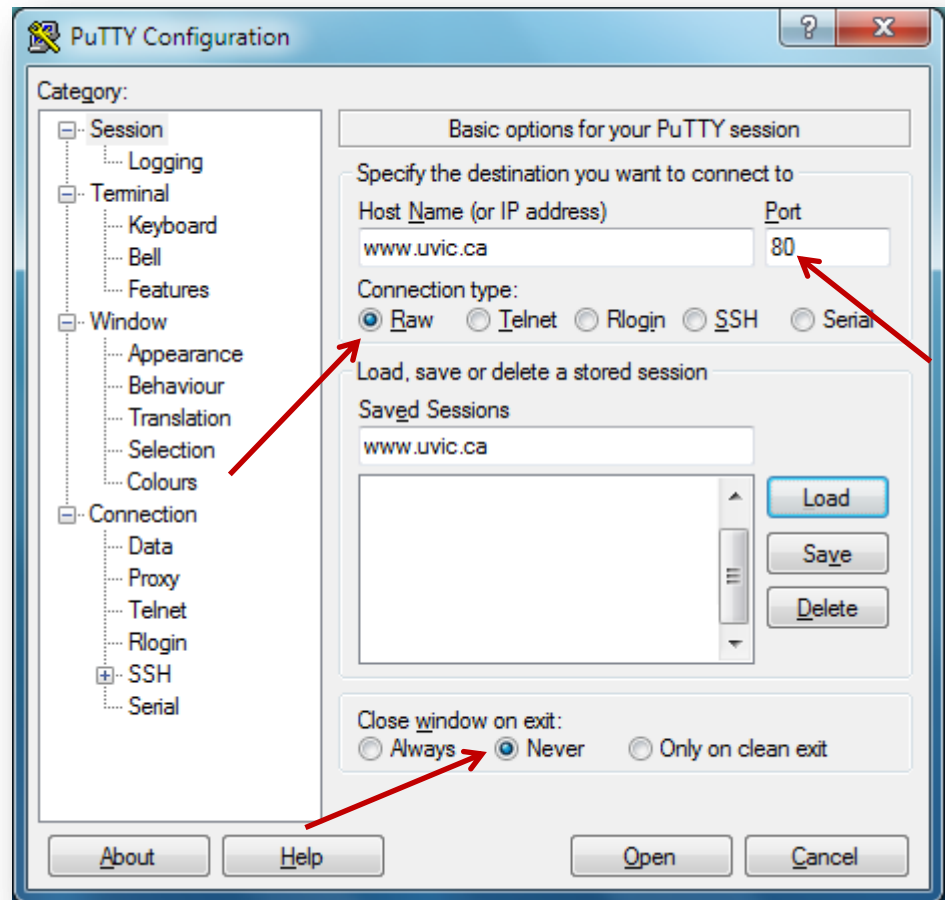 PuTTY Configuration
?
X
Category:
Session
Logging
Terminal
Keyboard
Bell
Features
Window
Appearance
Behaviour
Translation
Selection
Colours
Connection
Data
Proxy
Telnet
Rlogin
SSH
Serial
Basic options for your PuTTY session
Specify the destination you want to connect to
Host Name (or IP address) Port
www.uvic.ca 80
Connection type:
Raw Telnet Rlogin SSH Serial
Load, save or delete a stored session
Saved Sessions
www.uvic.ca
Load
Save
Delete
Close window on exit:
Always Never Only on clean exit
About Help Open Cancel